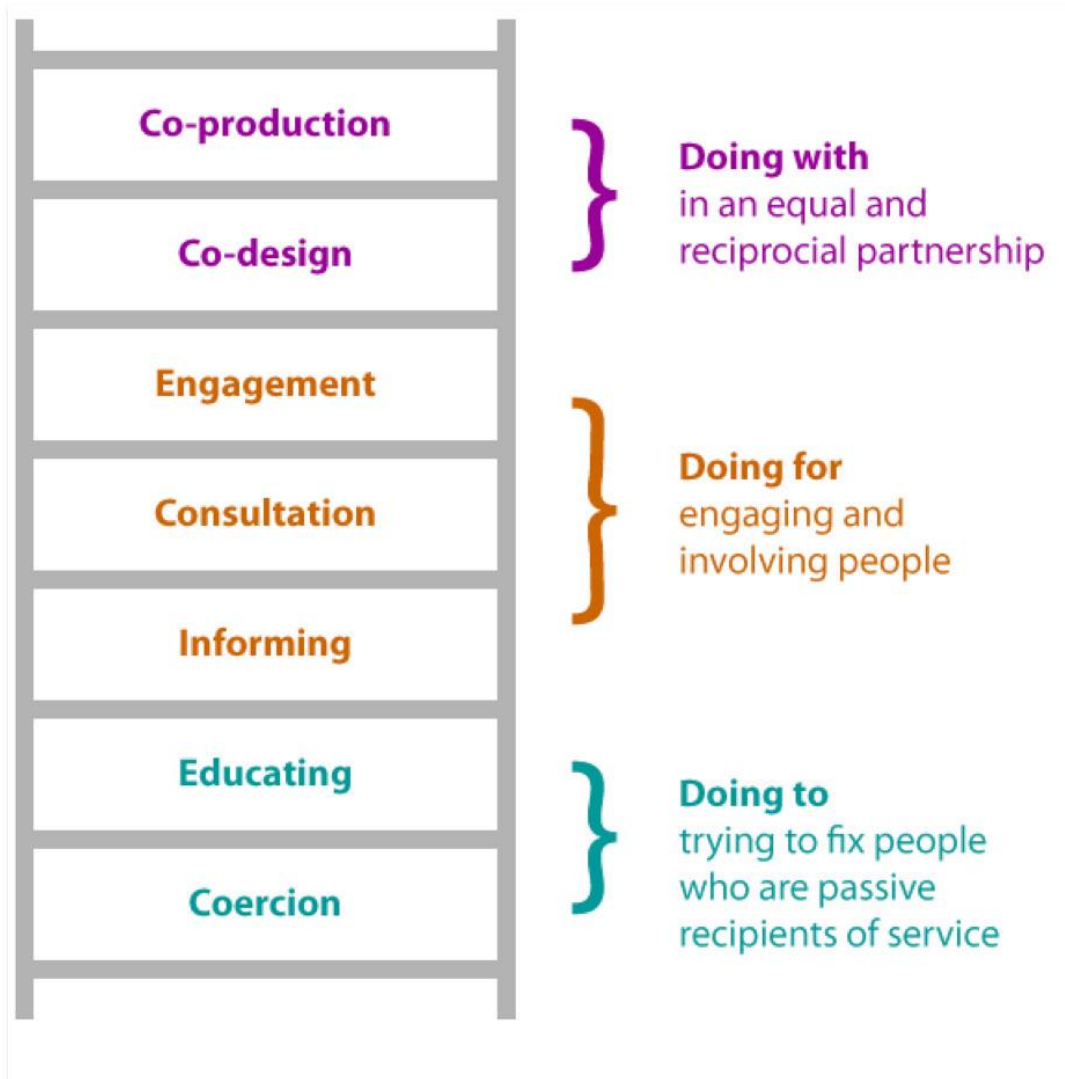 Co-production
Co-design
Doing with
in an equal and
reciprocial partnership
Engagement
Consultation
Informing
Doing for
engaging and
involving people
Educating
Coercion
Doing to
trying to fix people
who are passive
recipients of service